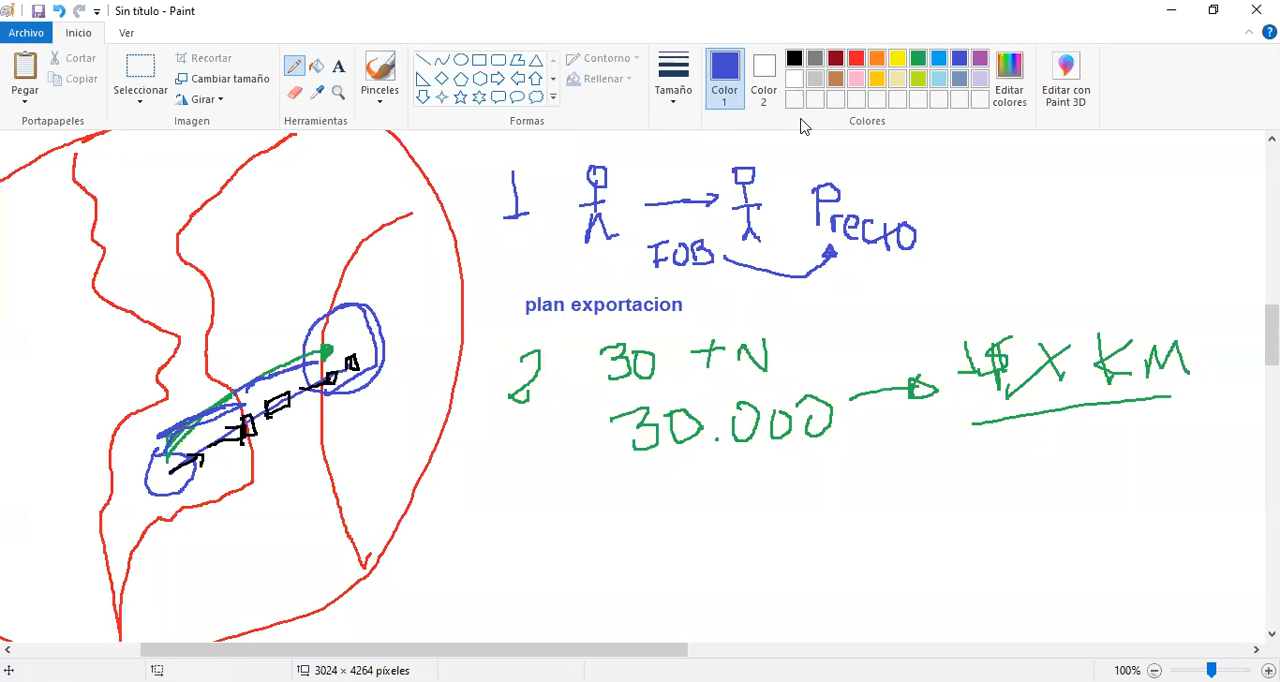 Sin título - Paint
Archivo Inicio Ver
Pegar
Cortar
Copiar
Portapapeles
Seleccionar
Recortar
Cambiar tamaño
Girar
Imagen
A
Herramientas
Pinceles
Contorno
Rellenar
Formas
Tamaño
Color 1
Color 2
Editar colores
Colores
Editar con Paint 3D
1
Precio
FOB
plan exportacion
2 30 TN
30.000
1$ X KM
3024 × 4264 píxeles
100%